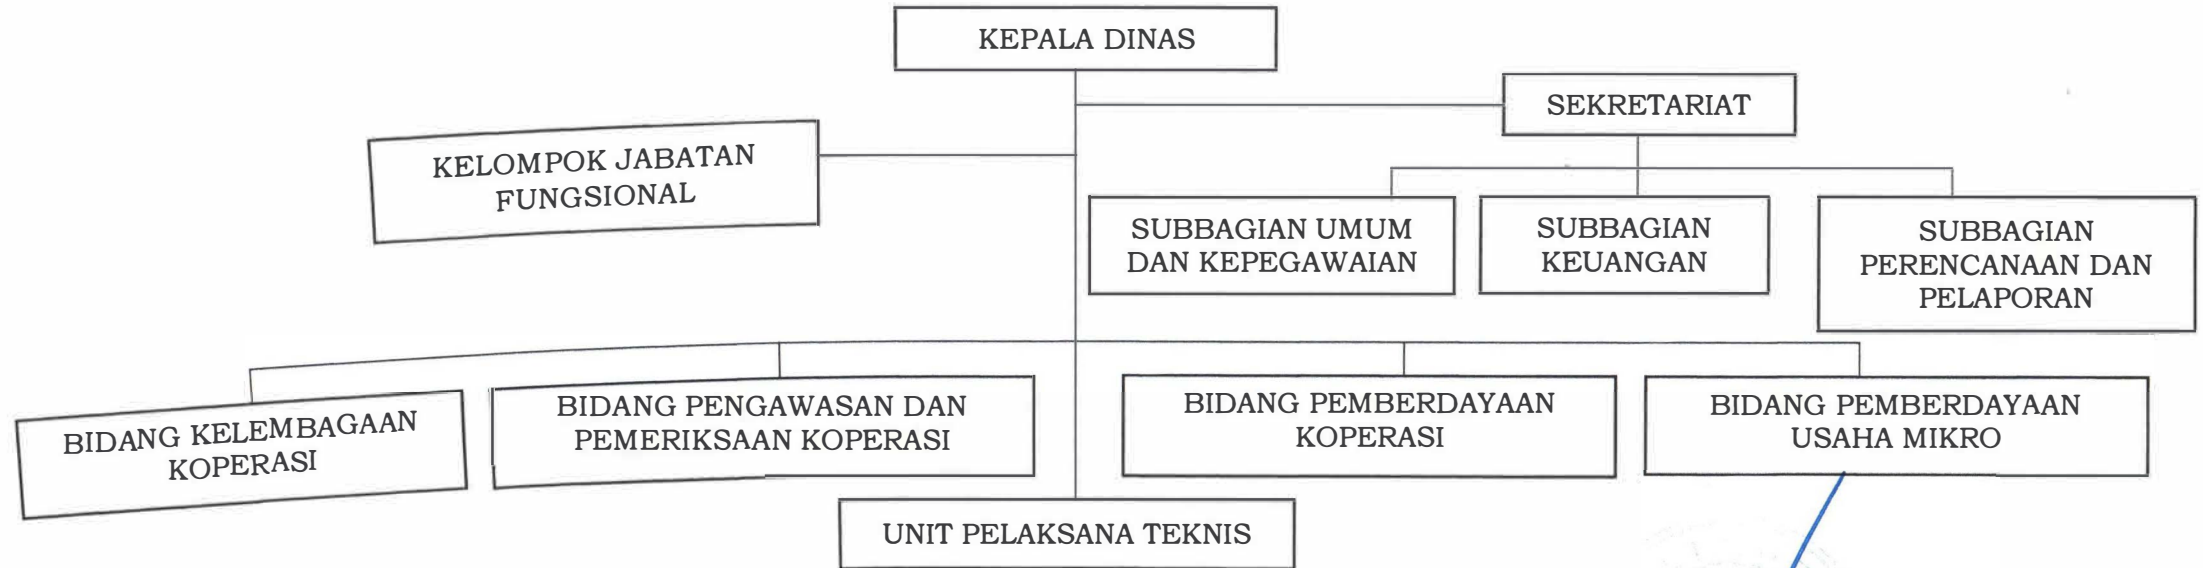 KEPALA DINAS
SEKRETARIAT
KELOMPOK JABATAN
FUNGSIONAL
SUBBAGIAN UMUM
DAN KEPEGAWAIAN
SUBBAGIAN
KEUANGAN
SUBBAGIAN
PERENCANAAN DAN
PELAPORAN
BIDANG KELEMBAGAAN
KOPERASI
BIDANG PENGAWASAN DAN
PEMERIKSAAN KOPERASI
BIDANG PEMBERDAYAAN
KOPERASI
BIDANG PEMBERDAYAAN
USAHA MIKRO
UNIT PELAKSANA TEKNIS